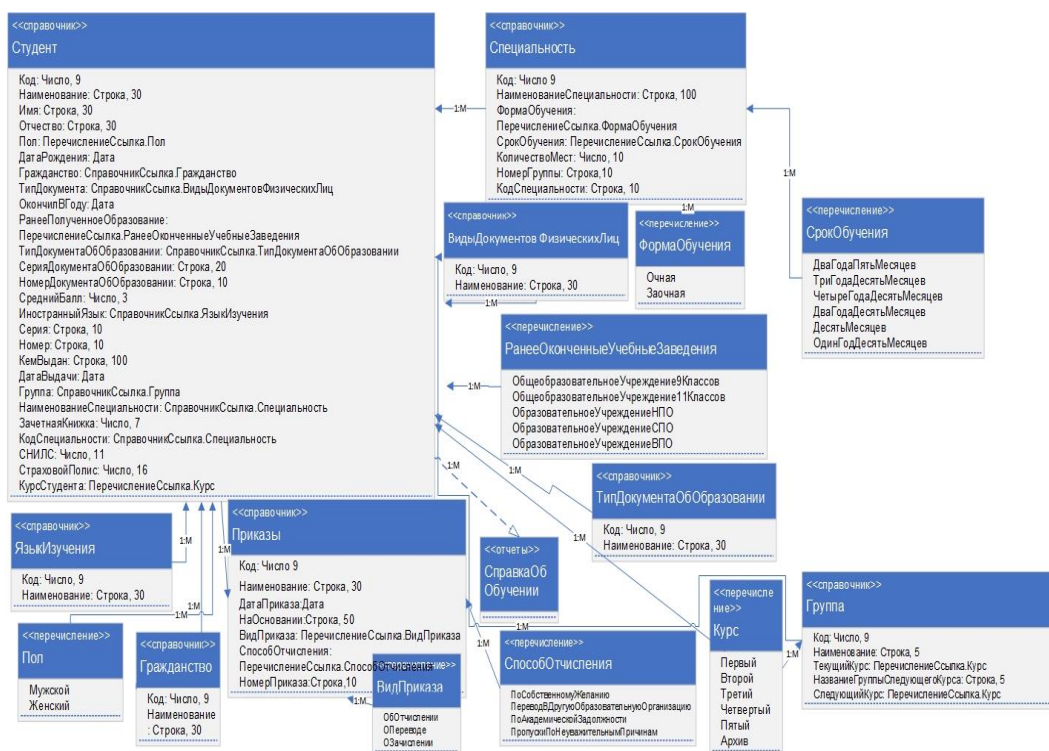 <<справочник>>
Студент
Код: Число, 9
Наименование: Строка, 30
Имя: Строка, 30
Отчество: Строка, 30
Пол: ПеречислениеСсылка.Пол
ДатаРождения: Дата
Гражданство: СправочникСсылка.Гражданство
ТипДокумента: СправочникСсылка.ВидыДокументовФизическихЛиц
ОкончилВГоду: Дата
РанееПолученноеОбразование:
ПеречислениеСсылка.РанееОконченныеУчебныеЗаведения
ТипДокументаОбОбразовании: СправочникСсылка.ТипДокументаОбОбразовании
СерияДокументаОбОбразовании: Строка, 20
НомерДокументаОбОбразовании: Строка, 10
СреднийБалл: Число, 3
ИностранныйЯзык: СправочникСсылка.ЯзыкИзучения
Серия: Строка, 10
Номер: Строка, 10
КемВыдан: Строка, 100
ДатаВыдачи: Дата
Группа: СправочникСсылка.Группа
НаименованиеСпециальности: СправочникСсылка.Специальность
ЗачетнаяКнижка: Число, 7
КодСпециальности: СправочникСсылка.Специальность
СНИЛС: Число, 11
СтраховойПолис: Число, 16
КурсСтудента: ПеречислениеСсылка.Курс
1:M
<<справочник>>
Специальность
Код: Число 9
НаименованиеСпециальности: Строка, 100
ФормаОбучения:
ПеречислениеСсылка.ФормаОбучения
СрокОбучения: ПеречислениеСсылка.СрокОбучения
КоличествоМест: Число, 10
НомерГруппы: Строка,10
КодСпециальности: Строка, 10
1:M
1:M
<<перечисление>>
СрокОбучения
ДваГодаПятьМесяцев
ТриГодаДесятьМесяцев
ЧетыреГодаДесятьМесяцев
ДваГодаДесятьМесяцев
ДесятьМесяцев
ОдинГодДесятьМесяцев
<<справочник>>
ВидыДокументов ФизическихЛиц
Код: Число, 9
Наименование: Строка, 30
1:M
<<перечисление>>
ФормаОбучения
Очная
Заочная
<<перечисление>>
РанееОконченныеУчебныеЗаведения
ОбщеобразовательноеУчреждение9Классов
ОбщеобразовательноеУчреждение11Классов
ОбразовательноеУчреждениеНПО
ОбразовательноеУчреждениеСПО
ОбразовательноеУчреждениеВПО
1:M
1:M
1:M
1:M
<<справочник>>
ТипДокументаОбОбразовании
Код: Число, 9
Наименование: Строка, 30
<<справочник>>
ЯзыкИзучения
Код: Число, 9
Наименование: Строка, 30
1:M
1:M
1:M
1:M
<<справочник>>
Приказы
Код: Число 9
Наименование: Строка, 30
ДатаПриказа:Дата
НаОсновании:Строка, 50
ВидПриказа: ПеречислениеСсылка.ВидПриказа
СпособОтчисления:
ПеречислениеСсылка.СпособОтчисления
НомерПриказа:Строка,10
<<отчеты>>
СправкаОб
Обучении
1:M
1:M
<<перечисление>>
Пол
Мужской
Женский
<<справочник>>
Гражданство
Код: Число, 9
Наименование
: Строка, 30
1:M
ВидПриказа
ОбОтчислении
ОПереводе
ОЗачислении
<<перечисление>>
СпособОтчисления
ПоСобственномуЖеланию
ПереводВДругуюОбразовательнуюОрганизацию
ПоАкадемическойЗадолжности
ПропускиПоНеуважительнымПричинам
<<перечисле
ние>>
Курс
Первый
Второй
Третий
Четвертый
Пятый
Архив
1:M
<<справочник>>
Группа
Код: Число, 9
Наименование: Строка, 5
ТекущийКурс: ПеречислениеСсылка.Курс
НазваниеГруппыСледующегоКурса: Строка, 5
СледующийКурс: ПеречислениеСсылка.Курс